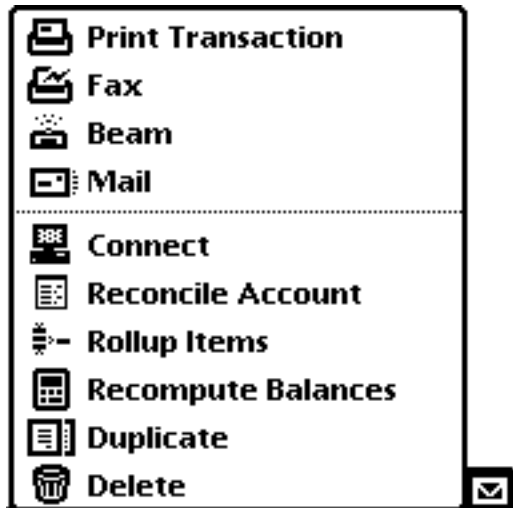 Print Transaction
Fax
Beam
Mail
Connect
Reconcile Account
Rollup Items
Recompute Balances
Duplicate
Delete